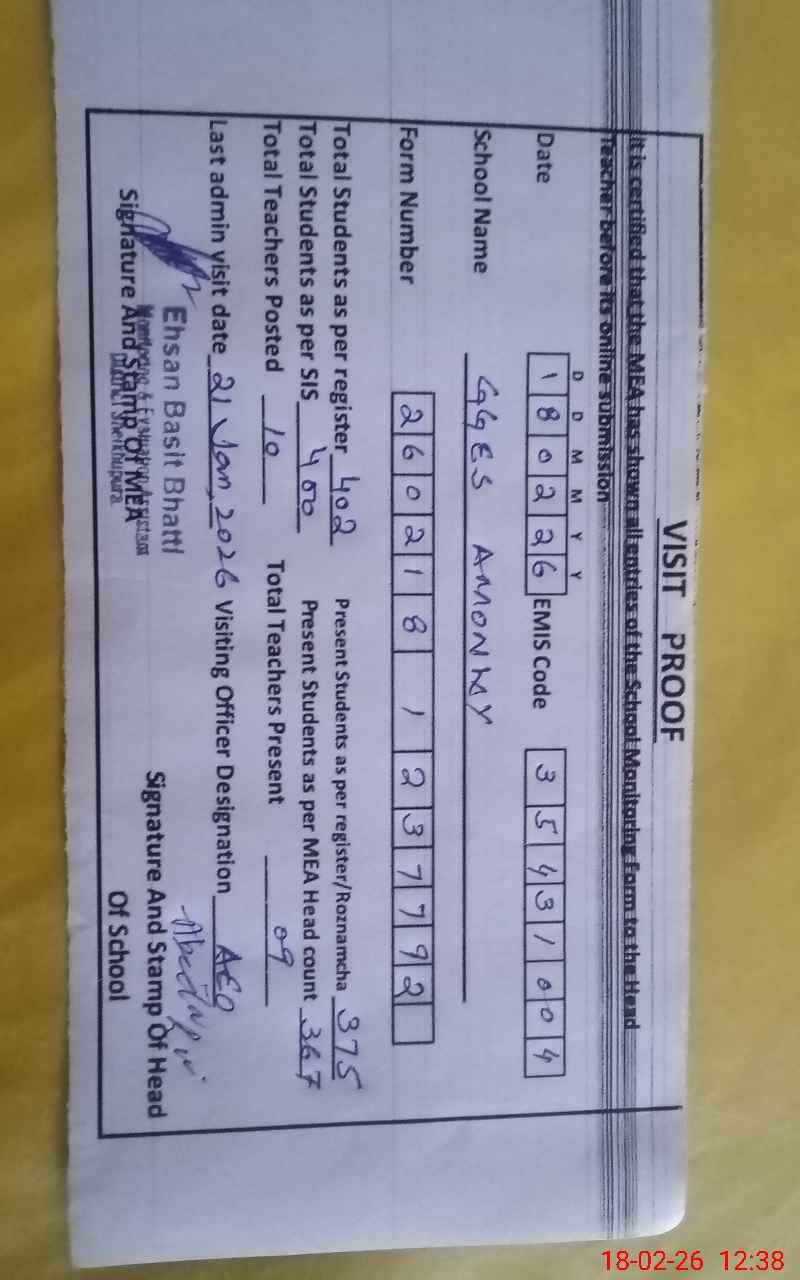 VISIT PROOF
It is certified that the MEA has shown all entries of the School Monitoring Form to the Head
Teacher before its online submission
D D M M Y Y
Date 1 8 0 2 2 6 EMIS Code 3 5 4 3 1 0 0 4
School Name GGES
Form Number 2 6 0 2 1 8 1 2 3 7 7 9 2
Total Students as per register 402 Present Students as per register/Roznamcha 375
Total Students as per SIS 400 Present Students as per MEA Head count 367
Total Teachers Posted 10 Total Teachers Present 09
Last admin visit date 21 Jan, 2026 Visiting Officer Designation AEO
Ehsan Basit Bhatti
Monitoring & Evaluation Assistant
District Sheikhupura.
Signature And Stamp Of MEA
Signature And Stamp Of Head
Of School
18-02-26 12:38